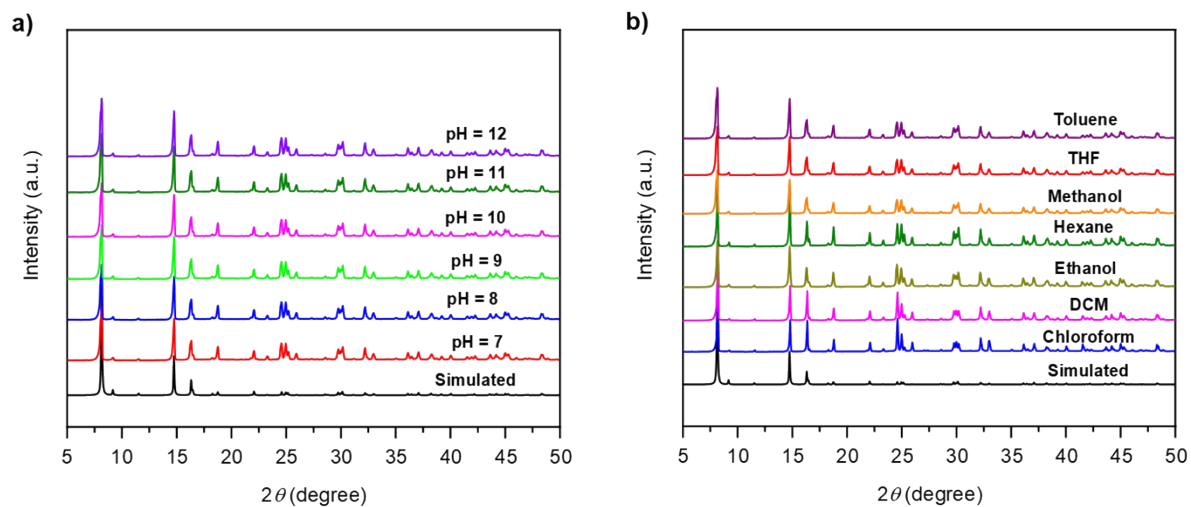 a)
Intensity (a.u.)
pH = 12
pH = 11
pH = 10
pH = 9
pH = 8
pH = 7
Simulated
5 10 15 20 25 30 35 40 45 50
2θ (degree)
b)
Intensity (a.u.)
Toluene
THF
Methanol
Hexane
Ethanol
DCM
Chloroform
Simulated
5 10 15 20 25 30 35 40 45 50
2θ (degree)